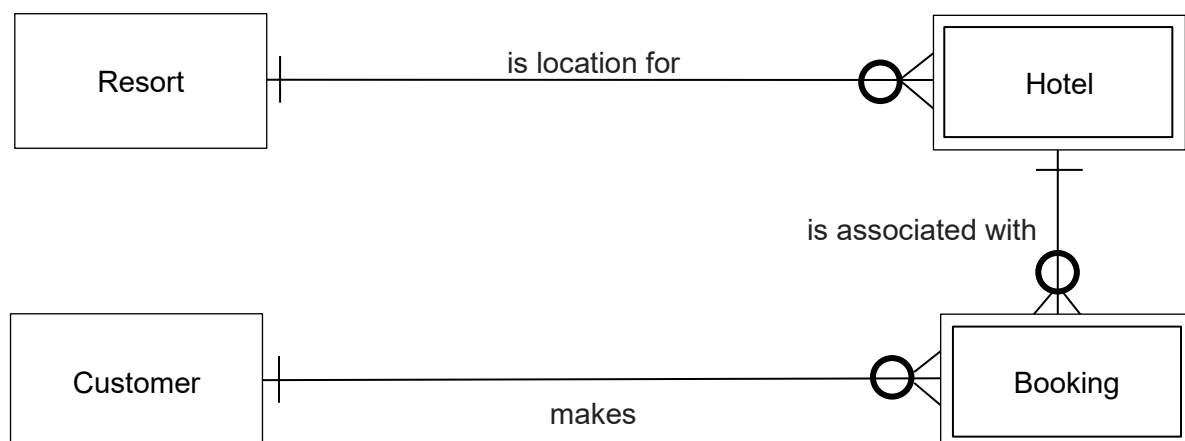 Resort
is location for
Hotel
is associated with
Customer
makes
Booking